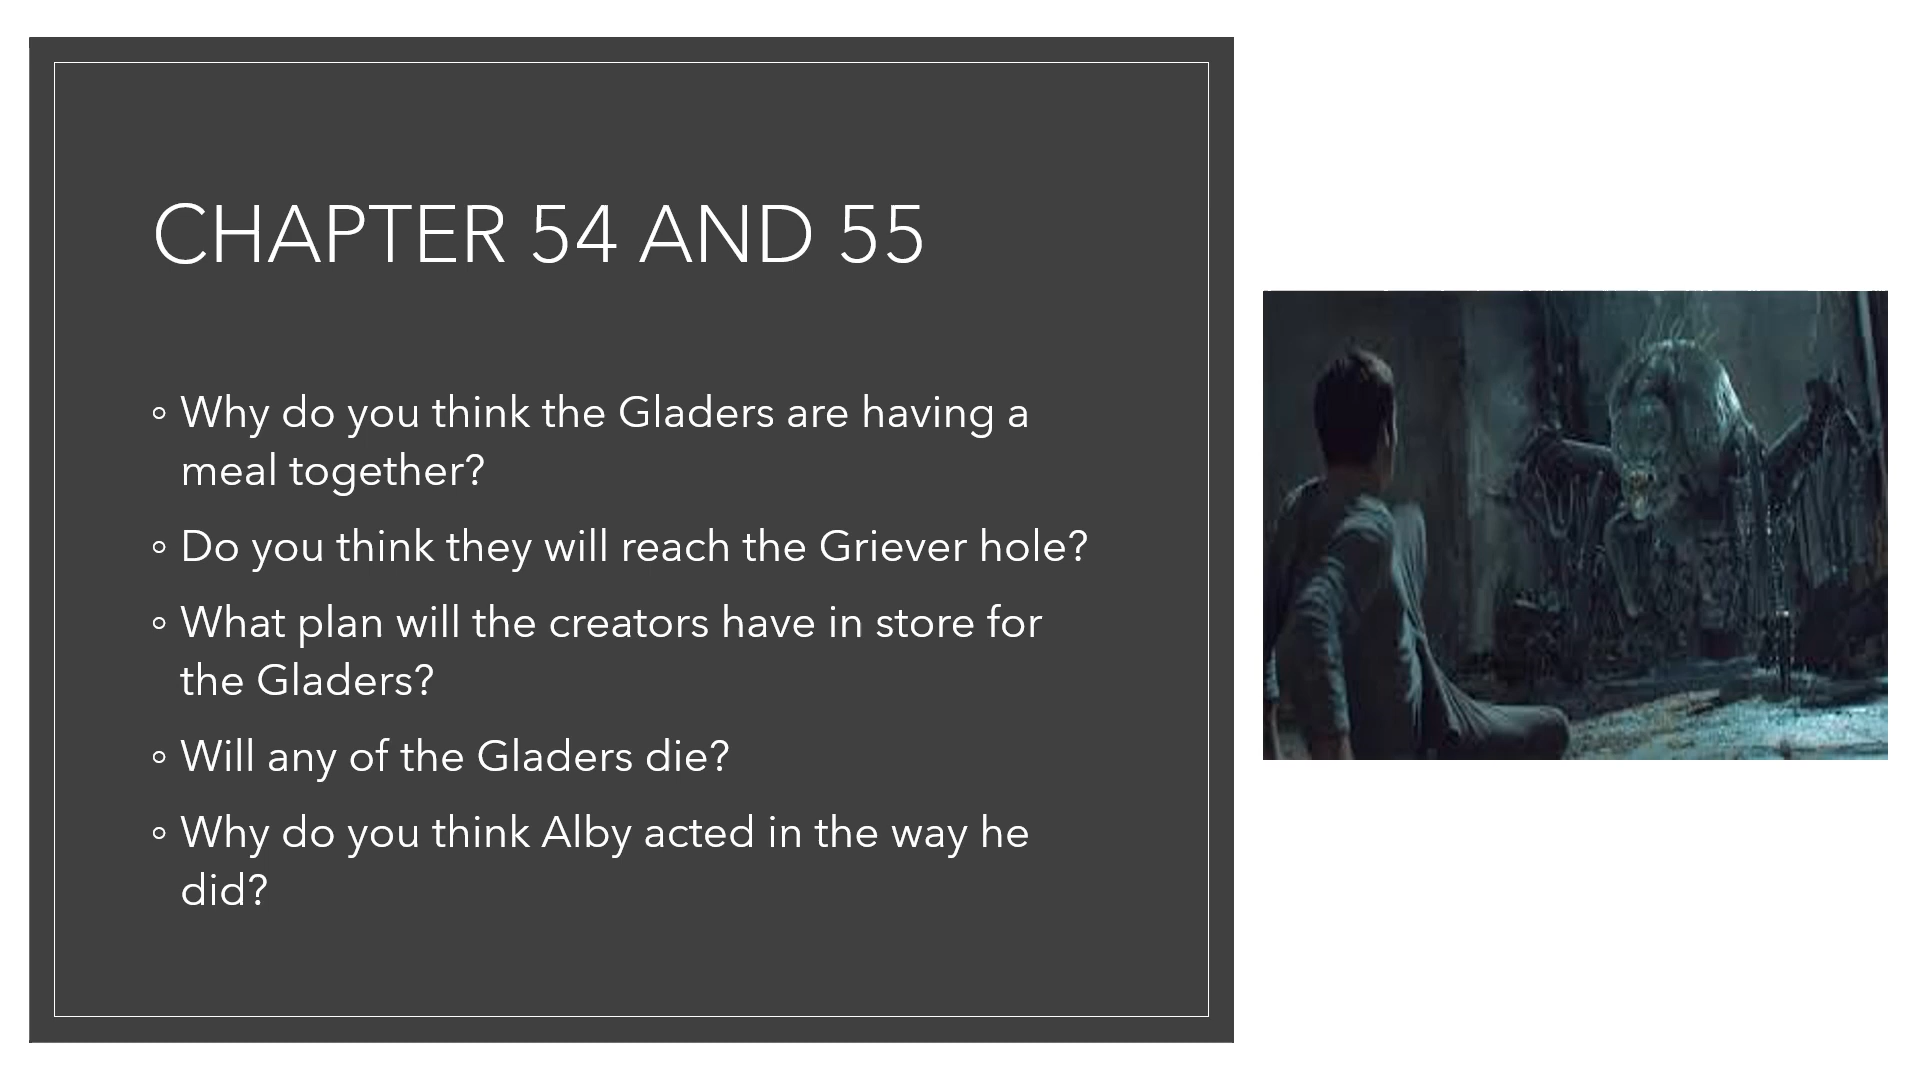 CHAPTER 54 AND 55
◦ Why do you think the Gladers are having a
meal together?
◦ Do you think they will reach the Griever hole?
◦ What plan will the creators have in store for
the Gladers?
◦ Will any of the Gladers die?
◦ Why do you think Alby acted in the way he
did?